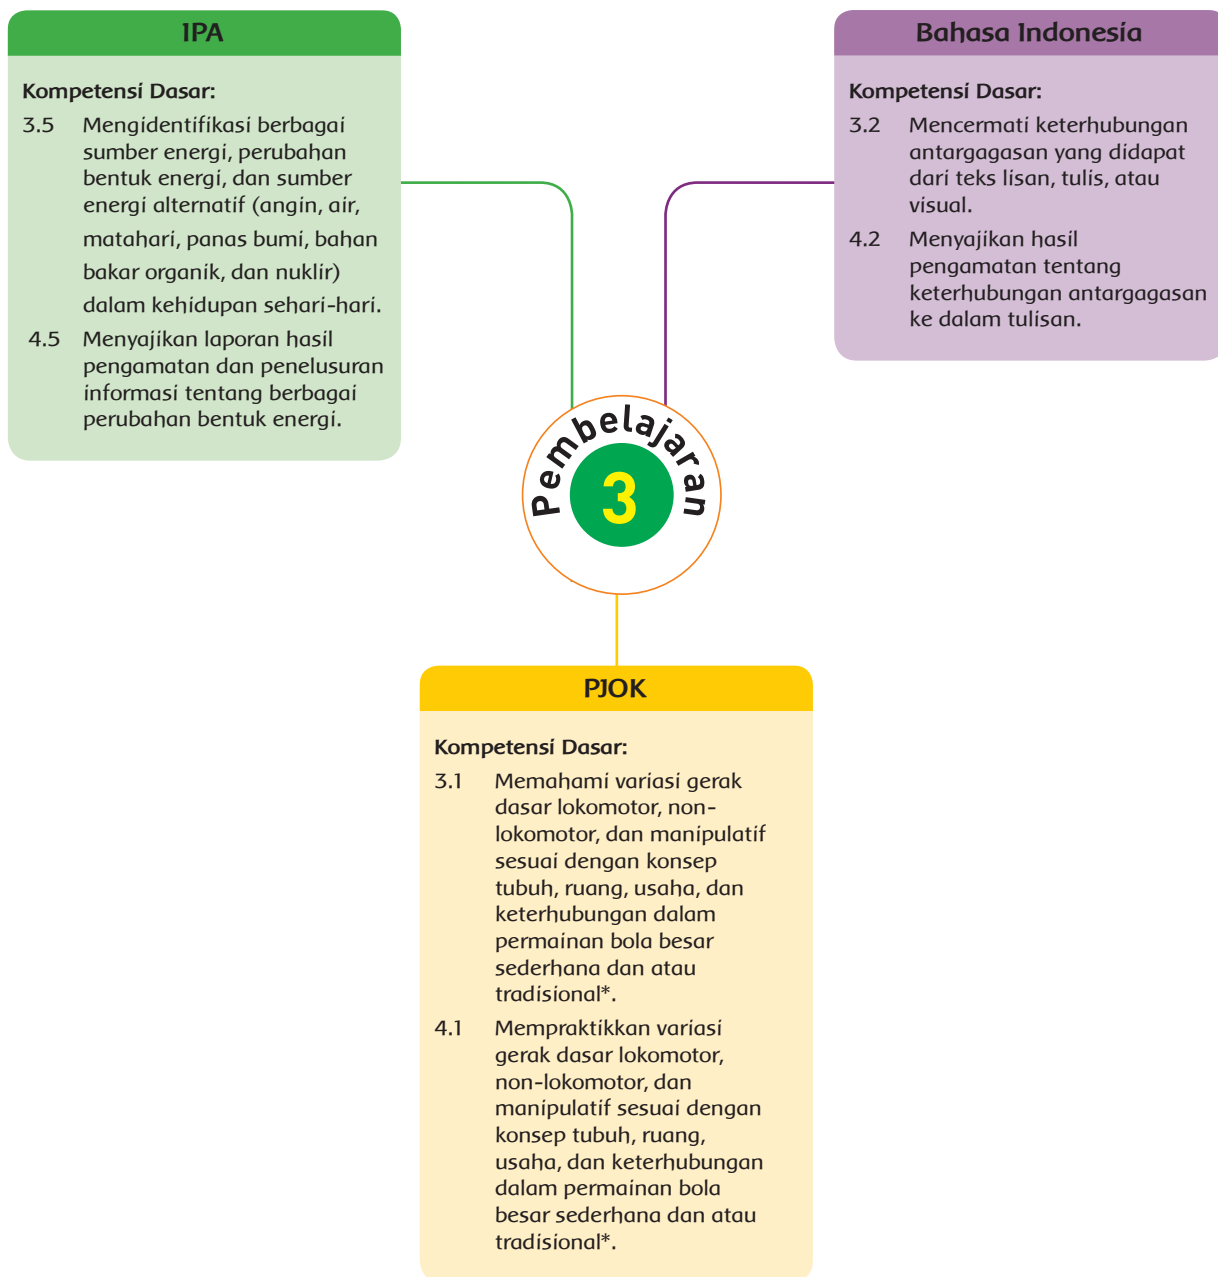 IPA
Kompetensi Dasar:
3.5 Mengidentifikasi berbagai
sumber energi, perubahan
bentuk energi, dan sumber
energi alternatif (angin, air,
matahari, panas bumi, bahan
bakar organik, dan nuklir)
dalam kehidupan sehari-hari.
4.5 Menyajikan laporan hasil
pengamatan dan penelusuran
informasi tentang berbagai
perubahan bentuk energi.
Bahasa Indonesia
Kompetensi Dasar:
3.2 Mencermati keterhubungan
antargagasan yang didapat
dari teks lisan, tulis, atau
visual.
4.2 Menyajikan hasil
pengamatan tentang
keterhubungan antargagasan
ke dalam tulisan.
Pembelajaran
3
PJOK
Kompetensi Dasar:
3.1 Memahami variasi gerak
dasar lokomotor, non-
lokomotor, dan manipulatif
sesuai dengan konsep
tubuh, ruang, usaha, dan
keterhubungan dalam
permainan bola besar
sederhana dan atau
tradisional*.
4.1 Mempraktikkan variasi
gerak dasar lokomotor,
non-lokomotor, dan
manipulatif sesuai dengan
konsep tubuh, ruang,
usaha, dan keterhubungan
dalam permainan bola
besar sederhana dan atau
tradisional*.